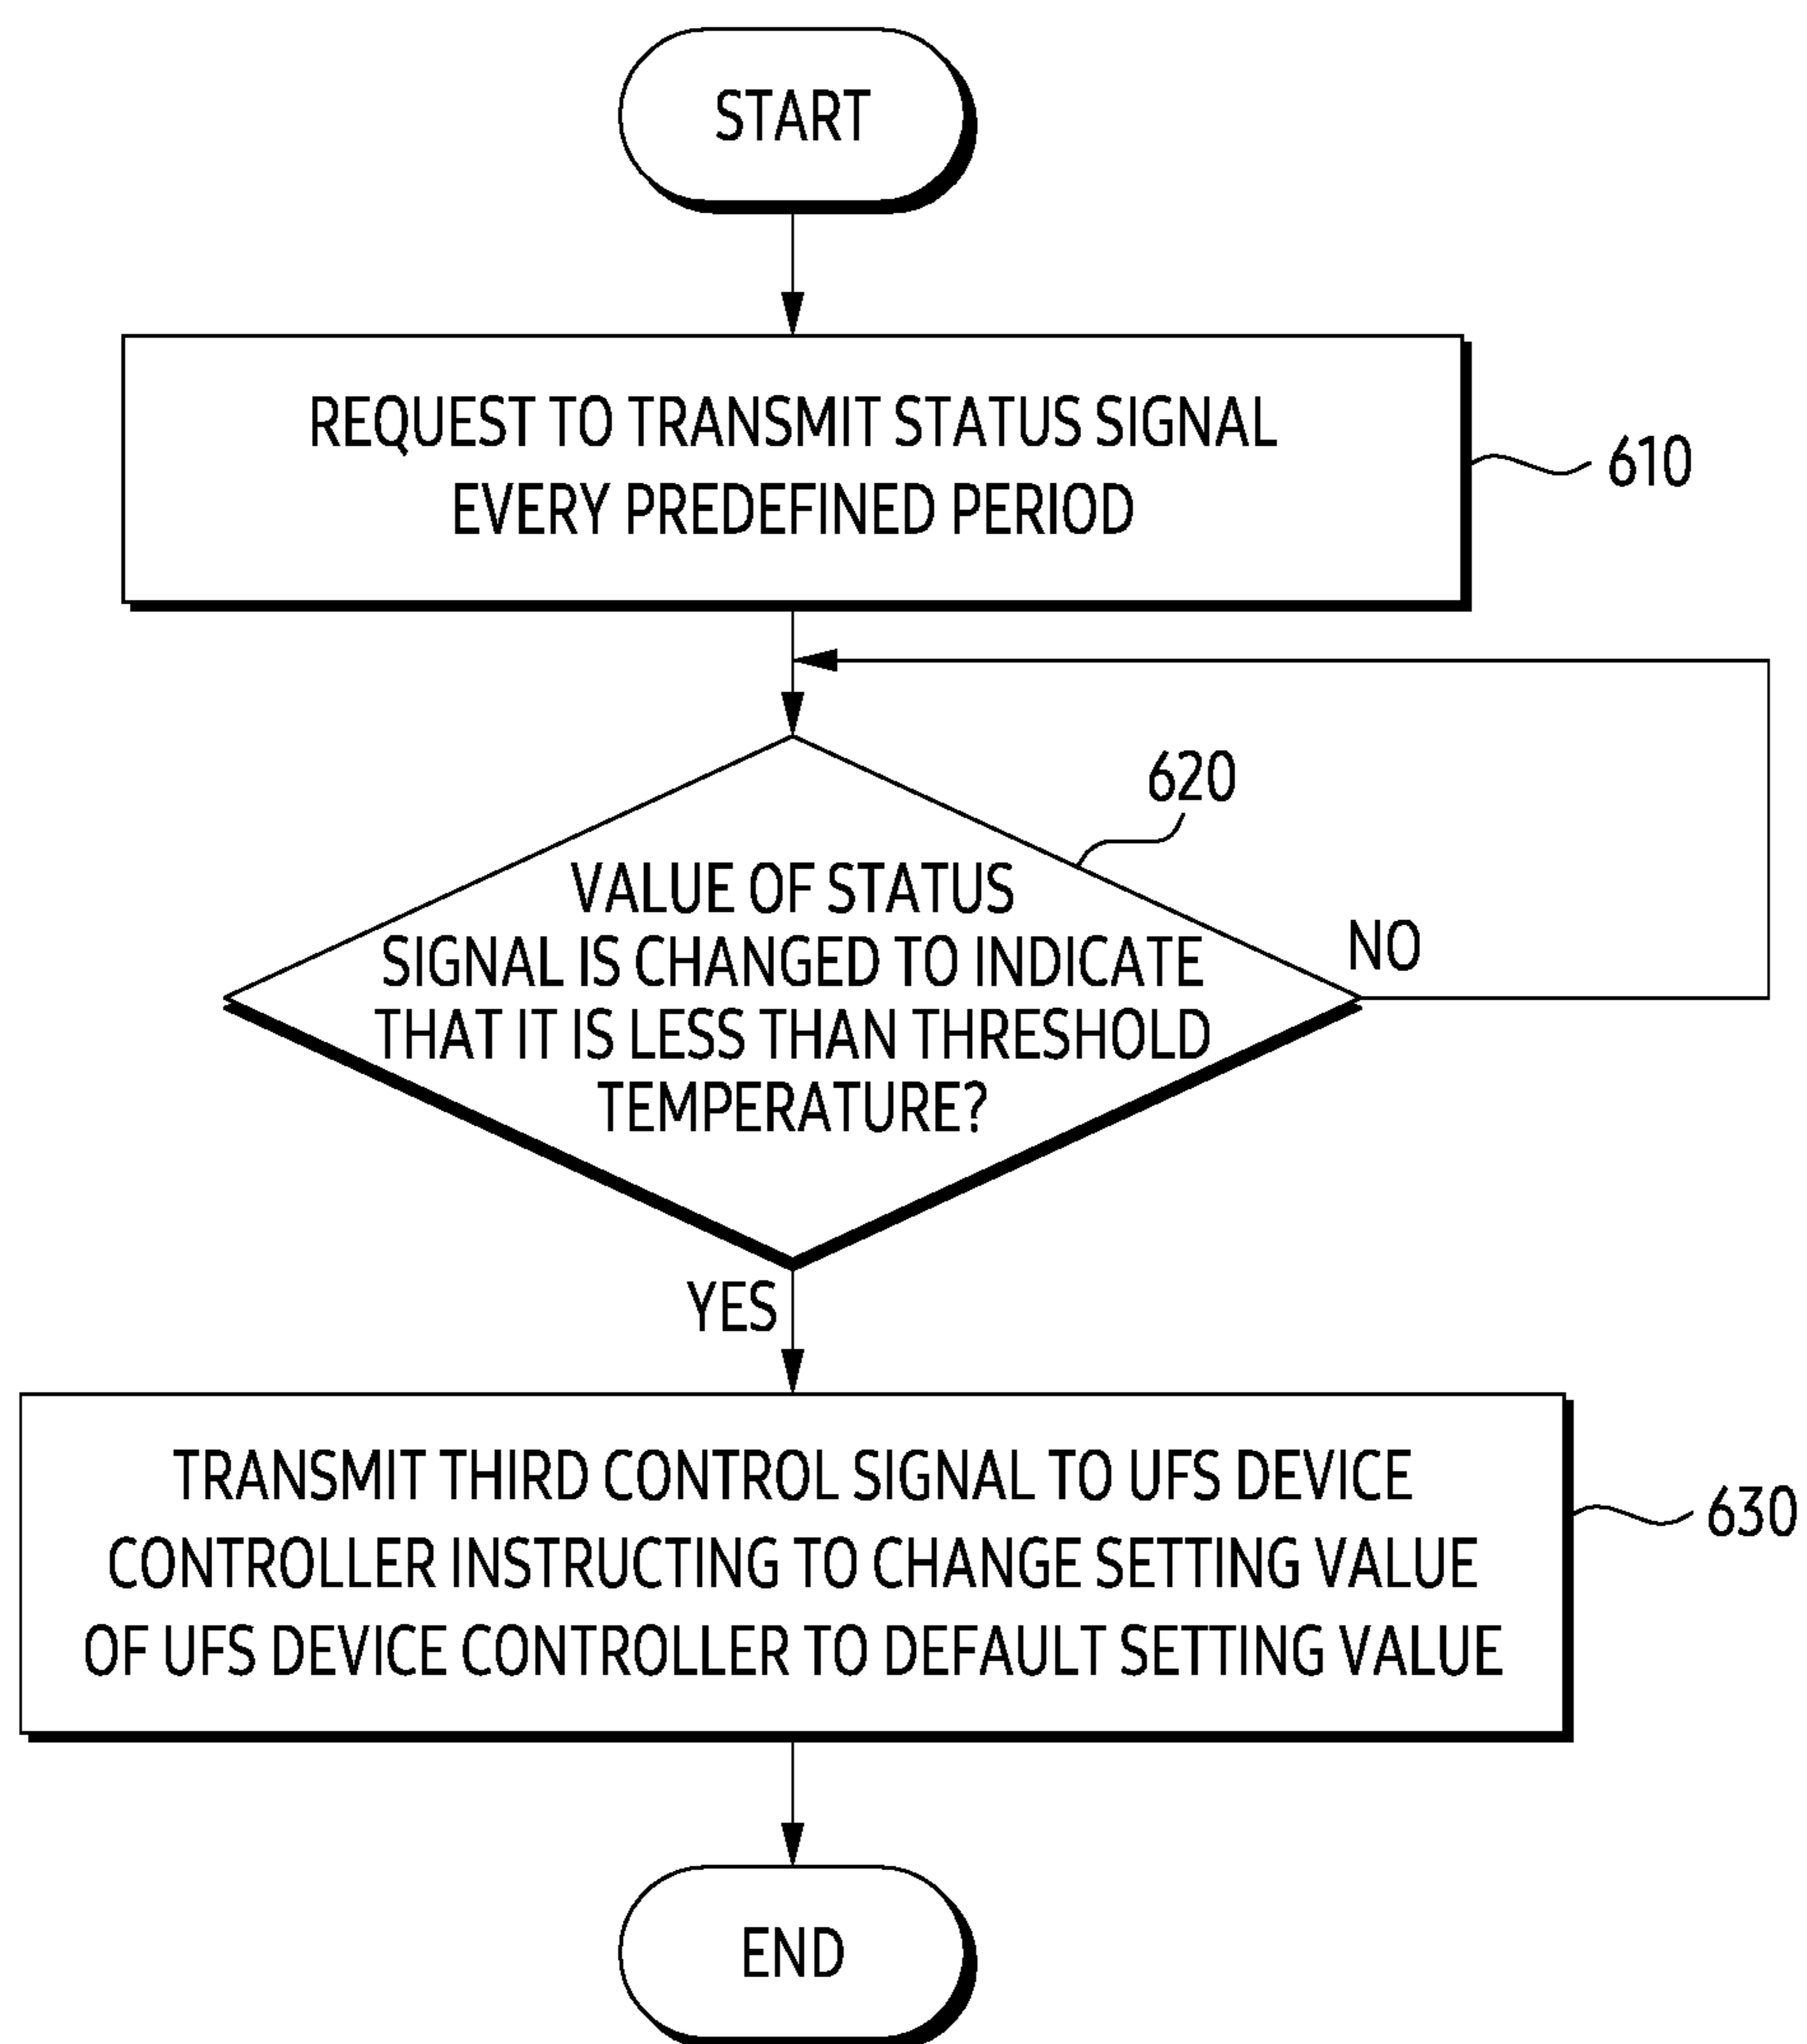 START
REQUEST TO TRANSMIT STATUS SIGNAL
EVERY PREDEFINED PERIOD
610
620
VALUE OF STATUS
SIGNAL IS CHANGED TO INDICATE
THAT IT IS LESS THAN THRESHOLD
TEMPERATURE?
NO
YES
TRANSMIT THIRD CONTROL SIGNAL TO UFS DEVICE
CONTROLLER INSTRUCTING TO CHANGE SETTING VALUE
OF UFS DEVICE CONTROLLER TO DEFAULT SETTING VALUE
630
END